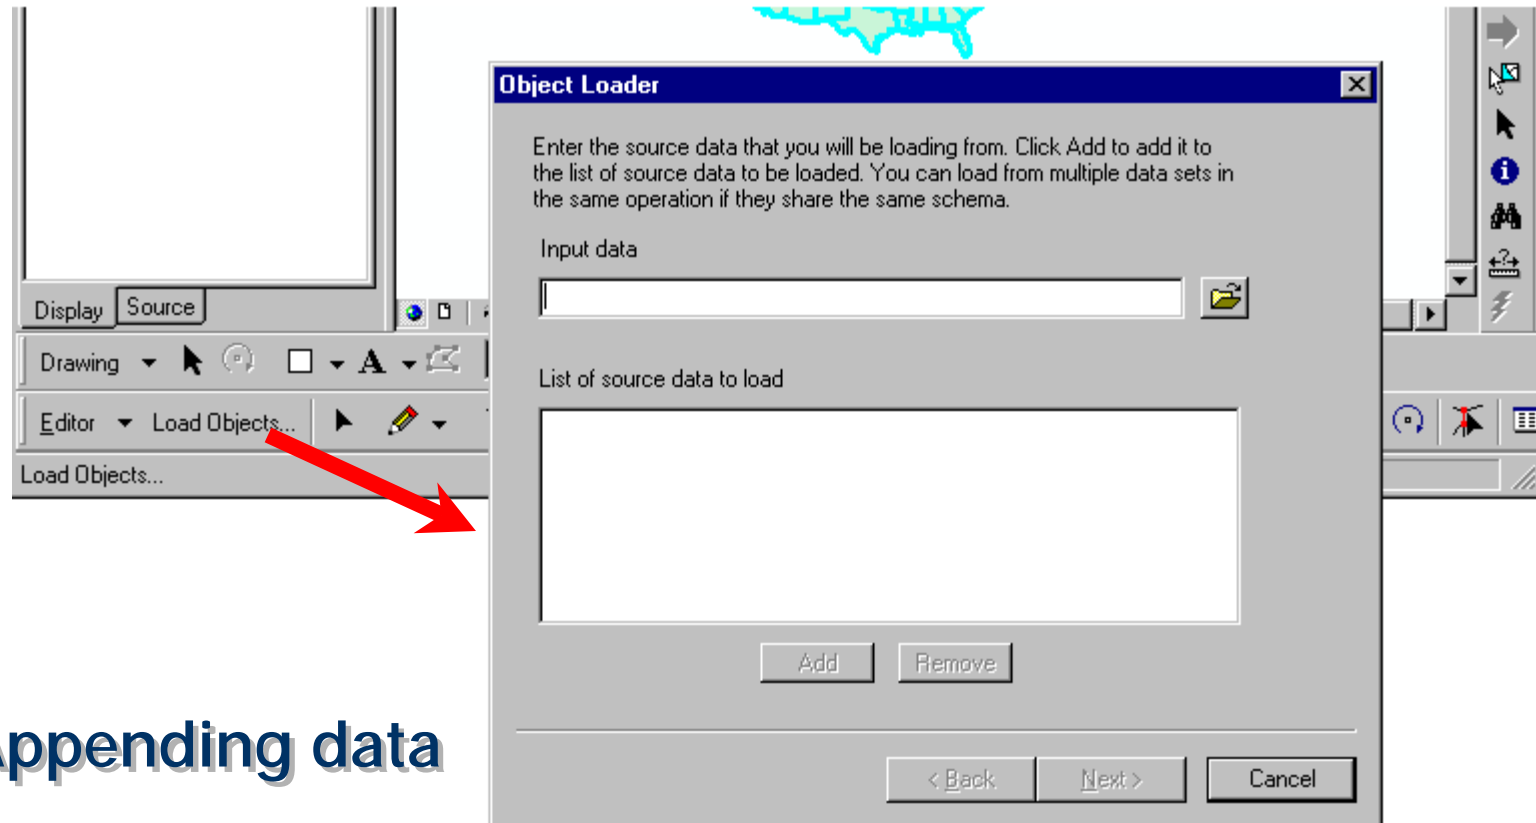 Object Loader
Enter the source data that you will be loading from. Click Add to add it to
the list of source data to be loaded. You can load from multiple data sets in
the same operation if they share the same schema.
Input data
Display Source
Drawing A
List of source data to load
Editor Load Objects...
Load Objects...
Add Remove
Appending data
< Back Next > Cancel